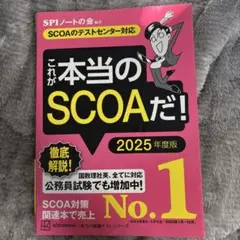 SPIノートの会 編著
SCOAのテストセンター対応
これが
本当の
SCOAだ!
2025年度版
徹底
解説!
国数理社英、全てに対応
公務員試験でも増加中!
SCOA対策
関連本で売上
No.1